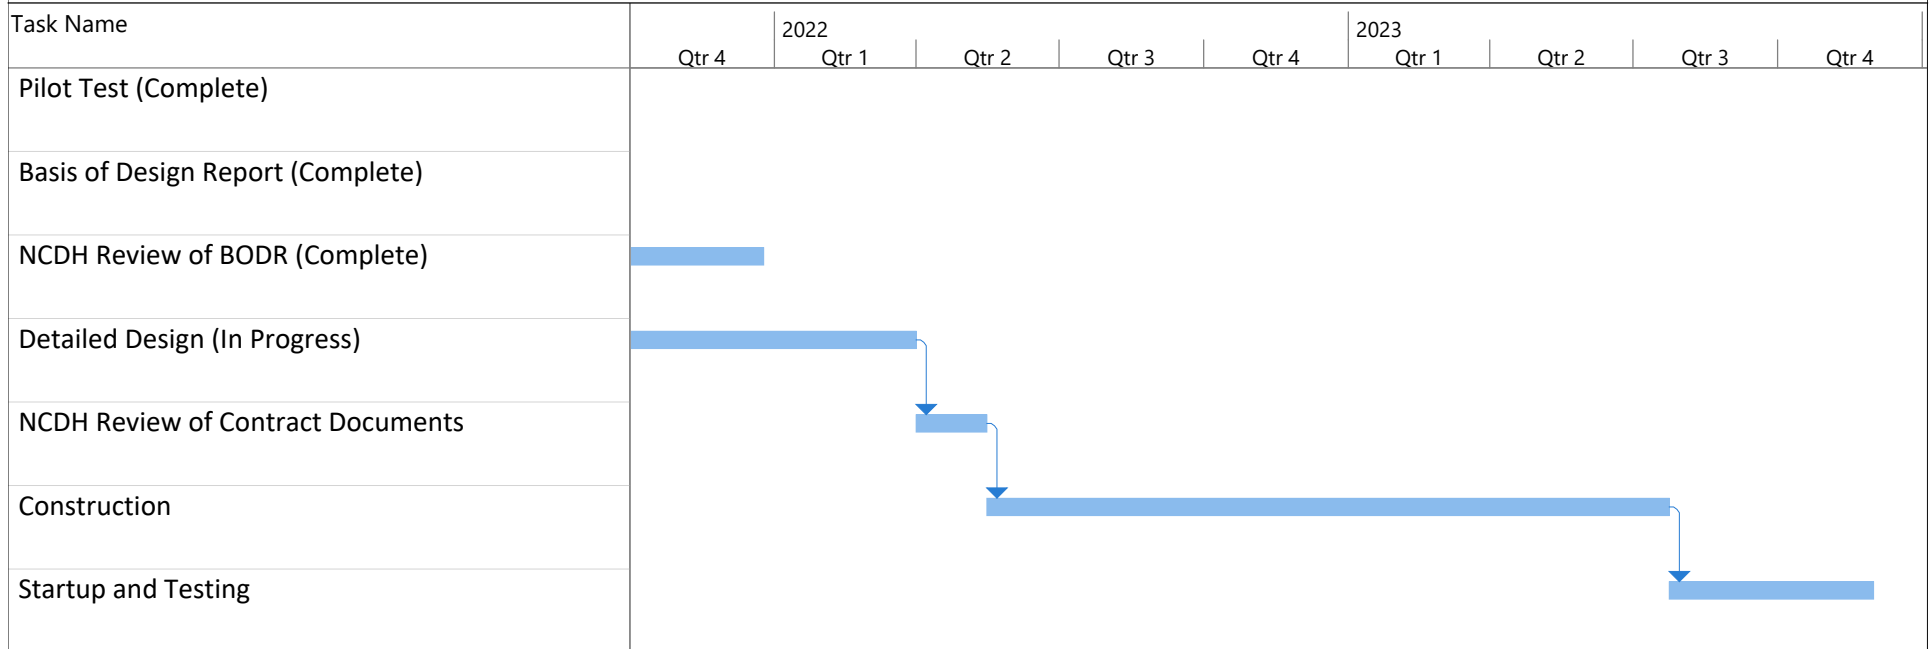 Task Name
2022 2023
Qtr 4 Qtr 1 Qtr 2 Qtr 3 Qtr 4 Qtr 1 Qtr 2 Qtr 3 Qtr 4
Pilot Test (Complete)
Basis of Design Report (Complete)
NCDH Review of BODR (Complete)
Detailed Design (In Progress)
NCDH Review of Contract Documents
Construction
Startup and Testing